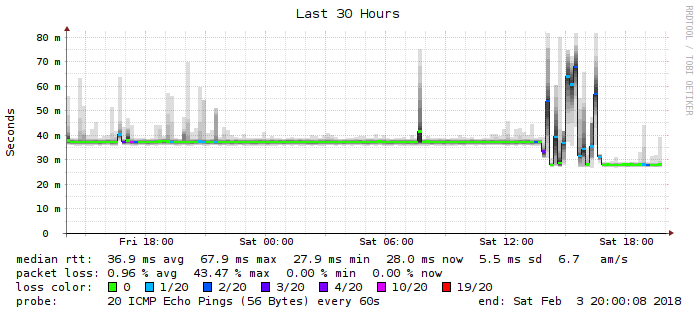 Last 30 Hours
RRDTOOL / TOBI OETIKER
Seconds
80 m
70 m
60 m
50 m
40 m
30 m
20 m
10 m
0
Fri 18:00 Sat 00:00 Sat 06:00 Sat 12:00 Sat 18:00
median rtt: 36.9 ms avg 67.9 ms max 27.9 ms min 28.0 ms now 5.5 ms sd 6.7 am/s
packet loss: 0.96 % avg 43.47 % max 0.00 % min 0.00 % now
loss color: 0 1/20 2/20 3/20 4/20 10/20 19/20
probe: 20 ICMP Echo Pings (56 Bytes) every 60s end: Sat Feb 3 20:00:08 2018